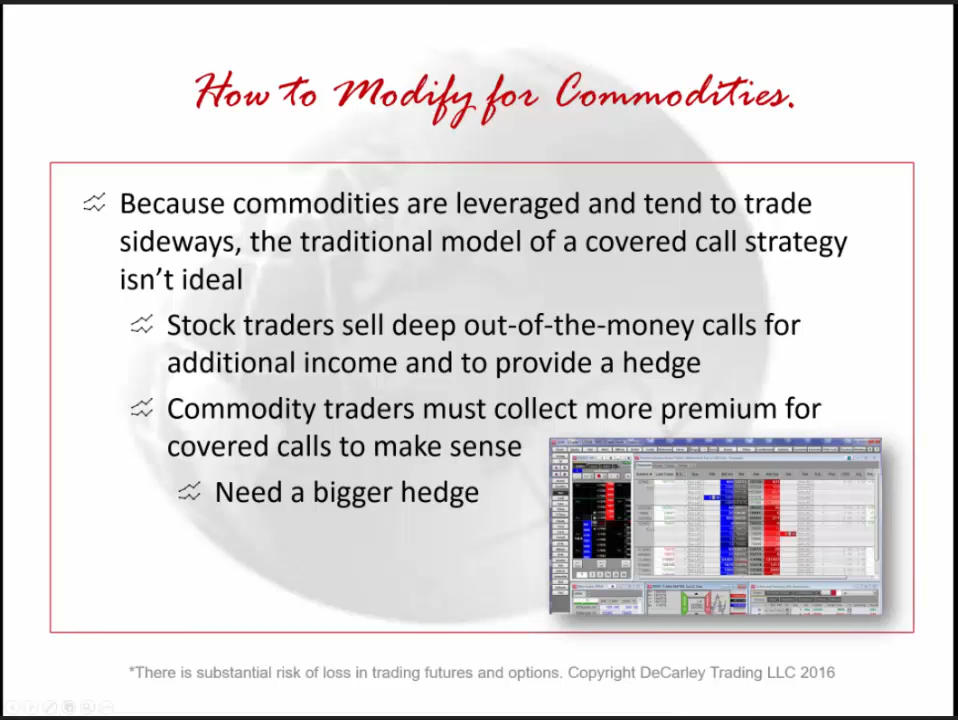 How to Modify for Commodities.
Because commodities are leveraged and tend to trade
sideways, the traditional model of a covered call strategy
isn't ideal
Stock traders sell deep out-of-the-money calls for
additional income and to provide a hedge
Commodity traders must collect more premium for
covered calls to make sense
Need a bigger hedge
*There is substantial risk of loss in trading futures and options. Copyright DeCarley Trading LLC 2016